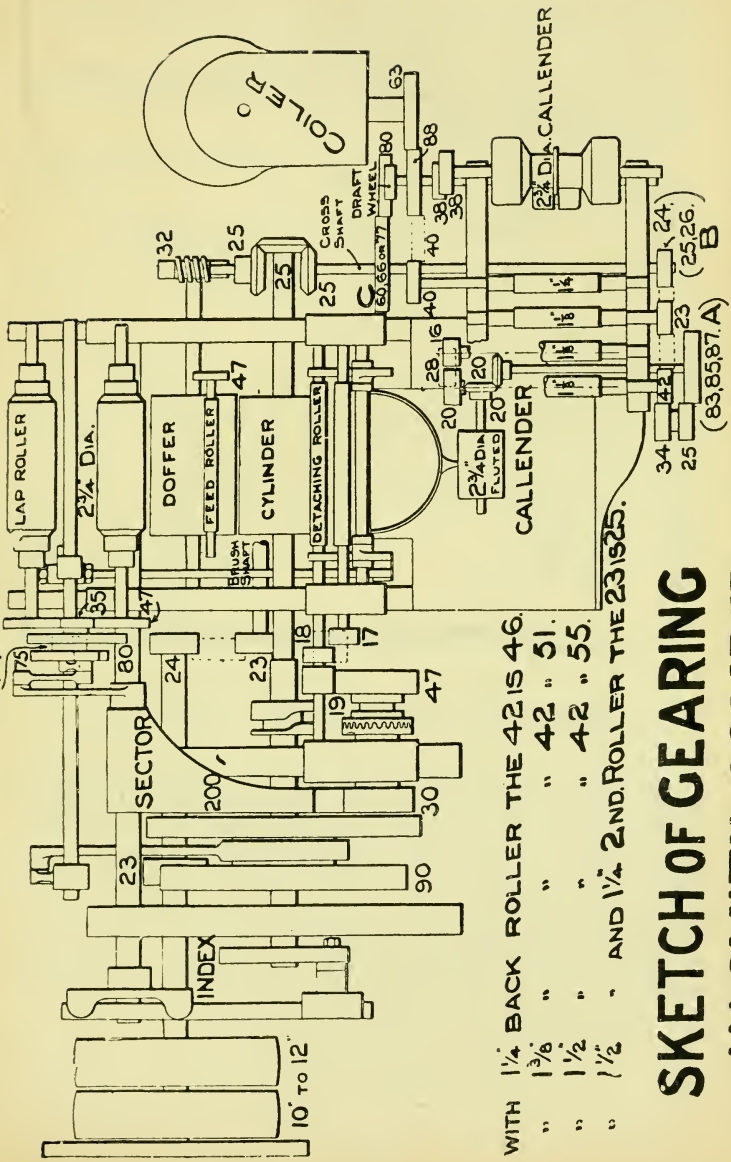 LAP ROLLER
2¾" DIA.
DOFFER
FEED ROLLER
47
CYLINDER
DETACHING ROLLER
BRUSH SHAFT
35
47
75
80
24
23
18
17
SECTOR
200
19
47
30
23
90
INDEX
10" TO 12"
COILER
63
32
25
25
25
CROSS SHAFT
DRAFT WHEEL
80
88
38
38
C
60,66 OR 77
40
40
2¾" DIA. CALLENDER
16
28
20
20
20
1¼
1⅛
1⅛
1⅛
2¾" DIA FLUTED
CALLENDER
24.
(25,26.)
B
23
42
34
25
(83,85,87. A)
WITH 1¼" BACK ROLLER THE 42 IS 46.
" 1⅜" " " 42 " 51.
" 1½" " " 42 " 55.
" 1½" " AND 1¼ 2ND. ROLLER THE 23 IS 25.
SKETCH OF GEARING